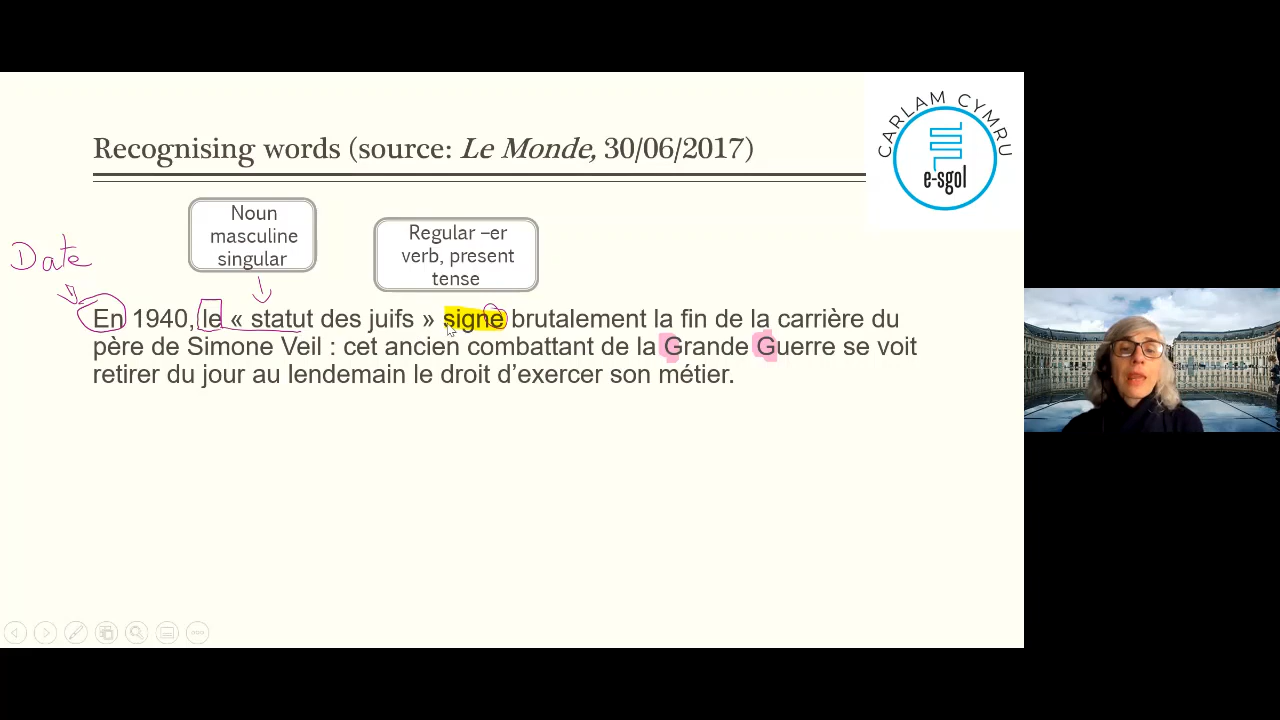 CARLAM CYMRU
e-sgol
Recognising words (source: Le Monde, 30/06/2017)
Noun
masculine
singular
Regular –er
verb, present
tense
Date
En 1940, le « statut des juifs » signe brutalement la fin de la carrière du
père de Simone Veil : cet ancien combattant de la Grande Guerre se voit
retirer du jour au lendemain le droit d’exercer son métier.